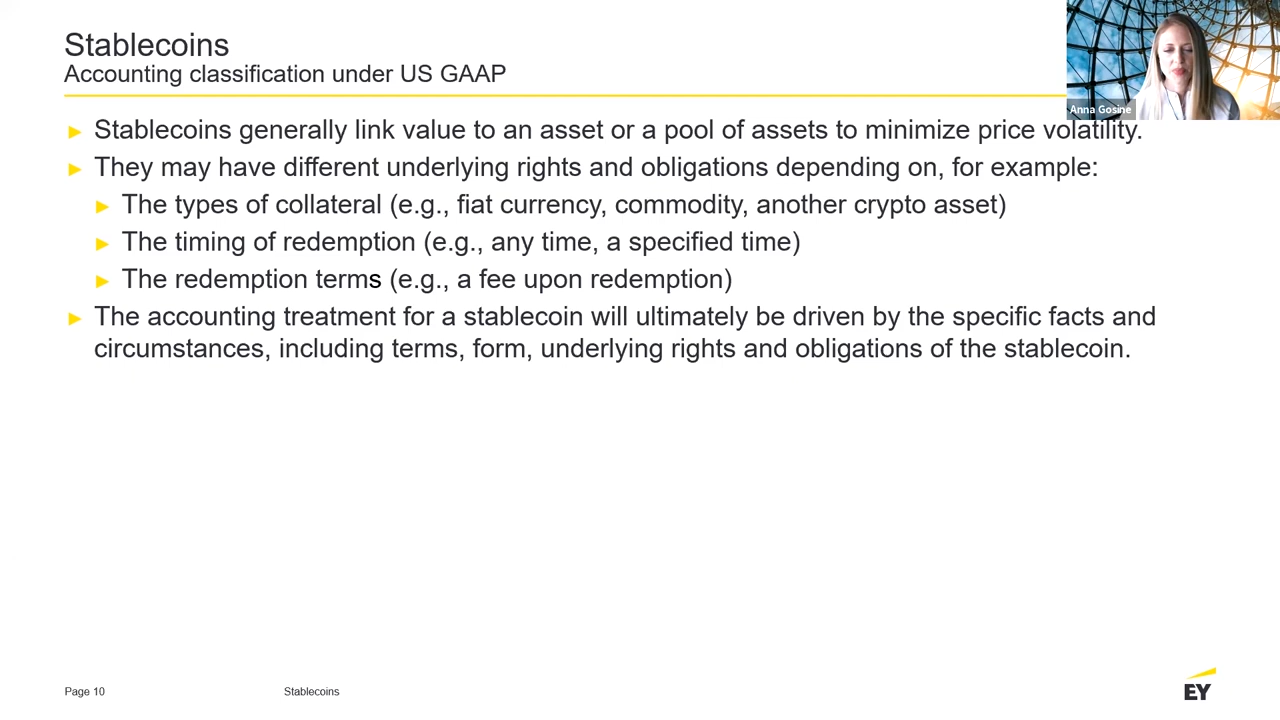 Stablecoins
Accounting classification under US GAAP
Anna Gosine
► Stablecoins generally link value to an asset or a pool of assets to minimize price volatility.
► They may have different underlying rights and obligations depending on, for example:
► The types of collateral (e.g., fiat currency, commodity, another crypto asset)
► The timing of redemption (e.g., any time, a specified time)
► The redemption terms (e.g., a fee upon redemption)
► The accounting treatment for a stablecoin will ultimately be driven by the specific facts and
circumstances, including terms, form, underlying rights and obligations of the stablecoin.
Page 10
Stablecoins
EY